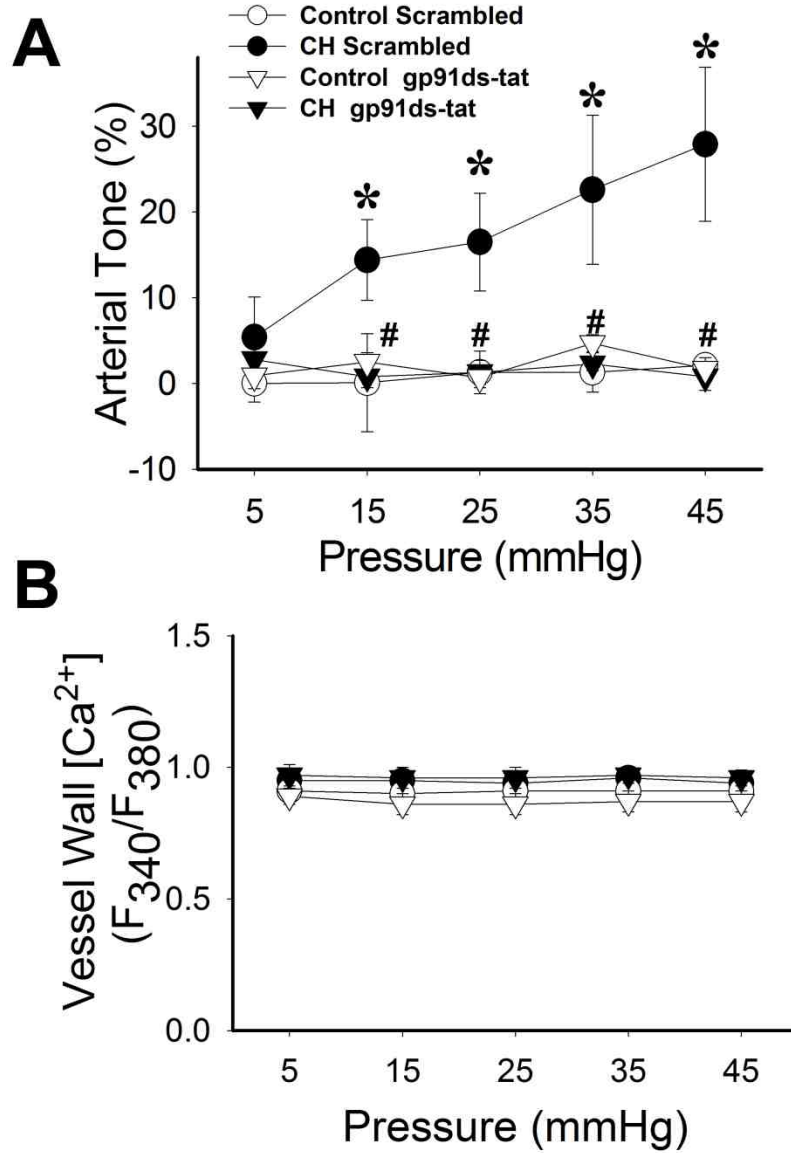 A
Control Scrambled
CH Scrambled
Control gp91ds-tat
CH gp91ds-tat
Arterial Tone (%)
30
20
10
0
-10
* * * *
# # # #
5 15 25 35 45
Pressure (mmHg)
B
Vessel Wall [Ca²⁺]
(F₃₄₀/F₃₈₀)
1.5
1.0
0.5
0.0
5 15 25 35 45
Pressure (mmHg)